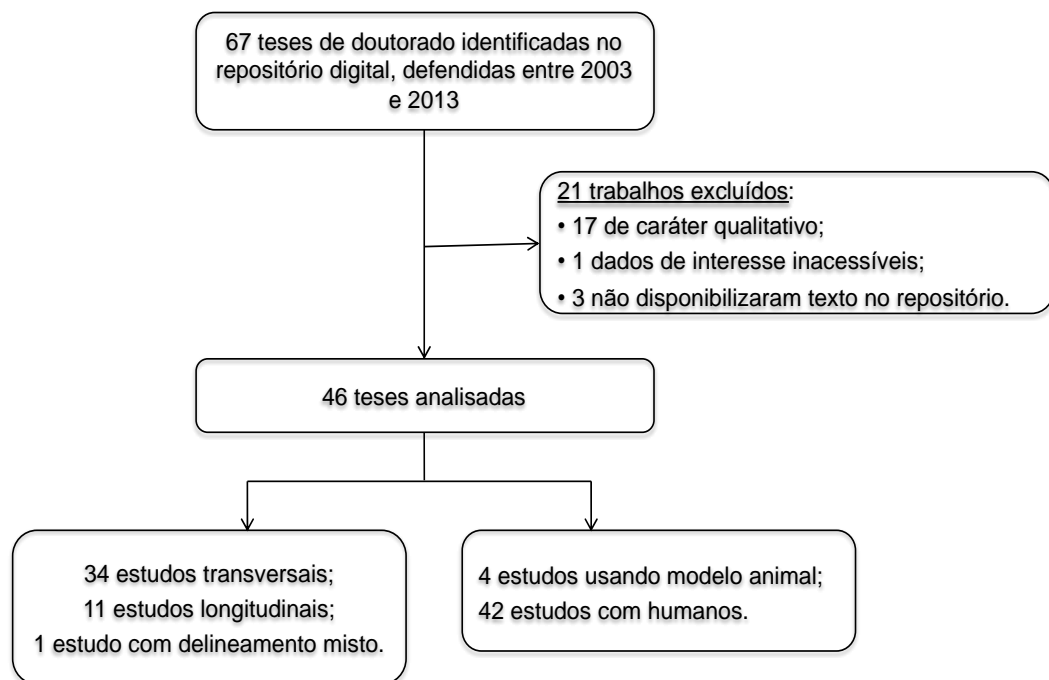 67 teses de doutorado identificadas no
repositório digital, defendidas entre 2003
e 2013
21 trabalhos excluídos:
• 17 de caráter qualitativo;
• 1 dados de interesse inacessíveis;
• 3 não disponibilizaram texto no repositório.
46 teses analisadas
34 estudos transversais;
11 estudos longitudinais;
1 estudo com delineamento misto.
4 estudos usando modelo animal;
42 estudos com humanos.